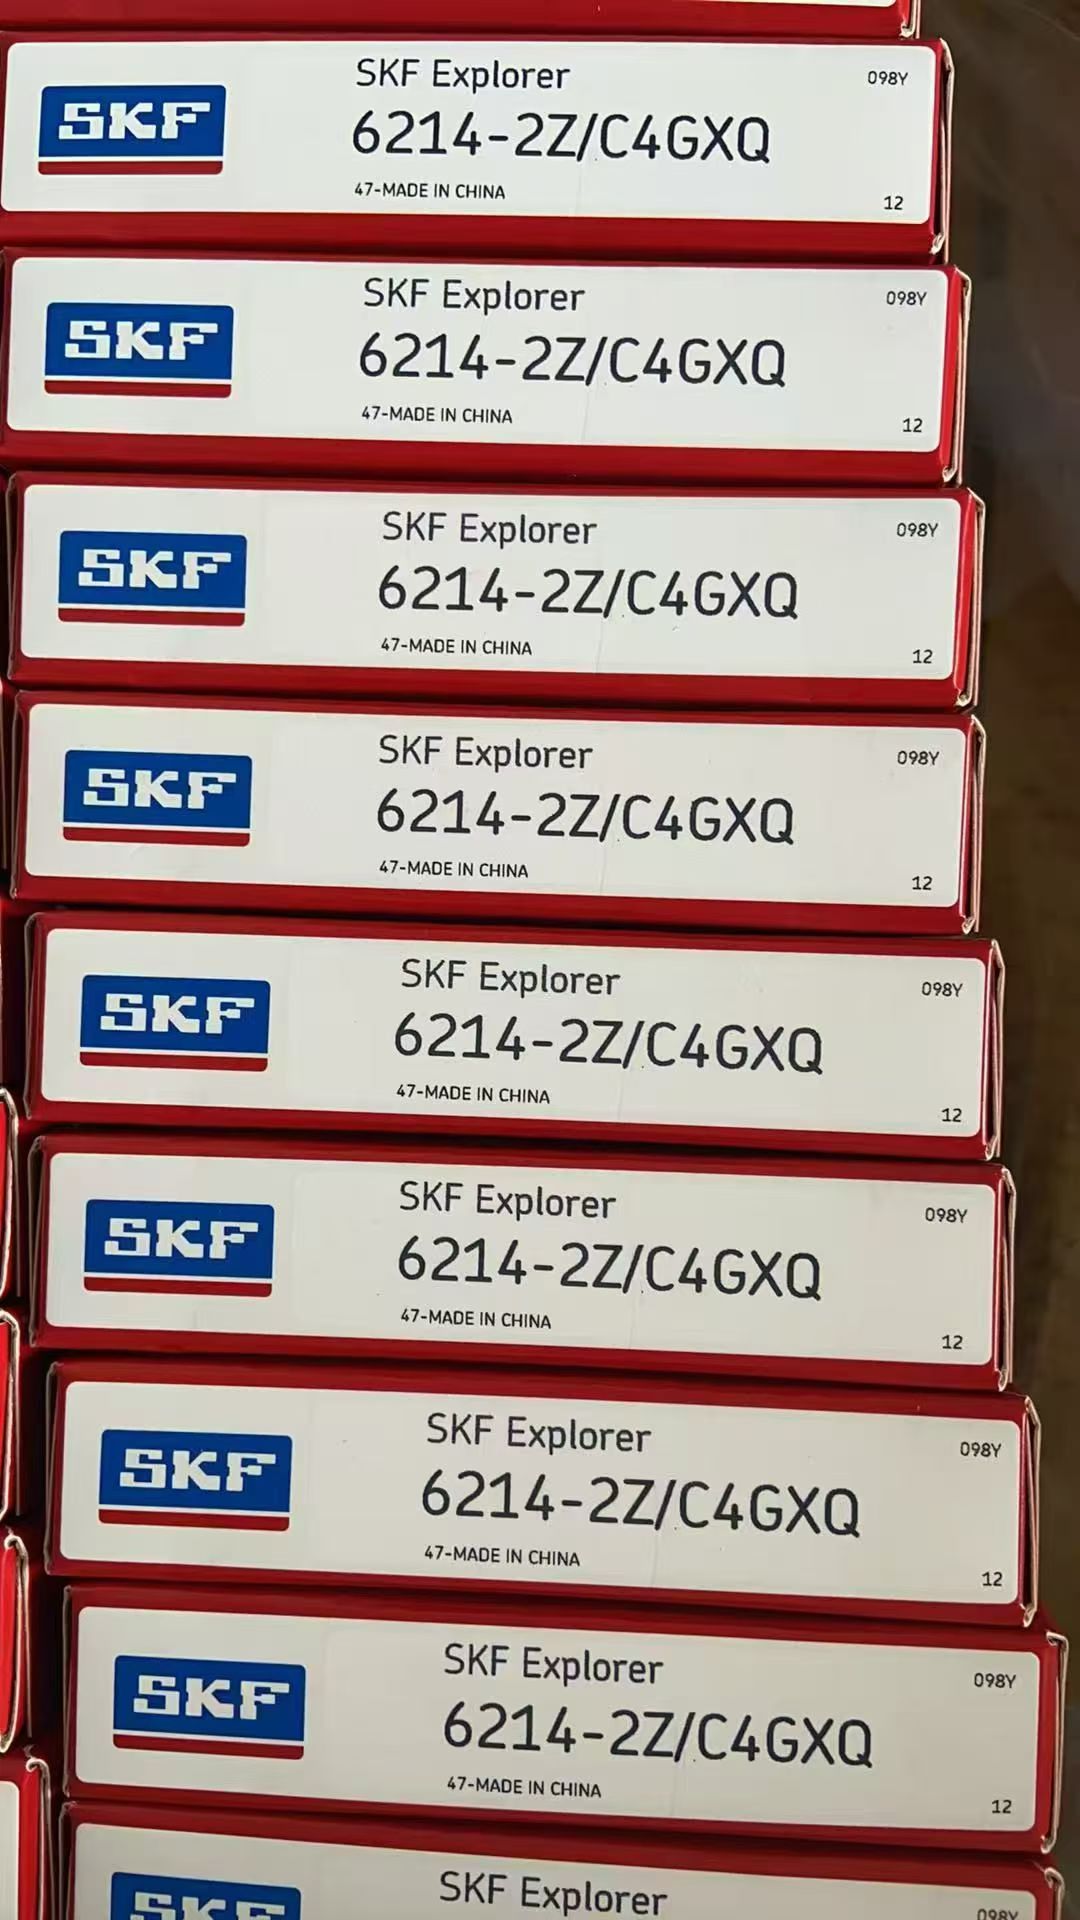 SKF
SKF Explorer
098Y
6214-2Z/C4GXQ
47-MADE IN CHINA
12
SKF
SKF Explorer
098Y
6214-2Z/C4GXQ
47-MADE IN CHINA
12
SKF
SKF Explorer
098Y
6214-2Z/C4GXQ
47-MADE IN CHINA
12
SKF
SKF Explorer
098Y
6214-2Z/C4GXQ
47-MADE IN CHINA
12
SKF
SKF Explorer
098Y
6214-2Z/C4GXQ
47-MADE IN CHINA
12
SKF
SKF Explorer
098Y
6214-2Z/C4GXQ
47-MADE IN CHINA
12
SKF
SKF Explorer
098Y
6214-2Z/C4GXQ
47-MADE IN CHINA
12
SKF
SKF Explorer
098Y
6214-2Z/C4GXQ
47-MADE IN CHINA
12
SKF
SKF Explorer
098Y